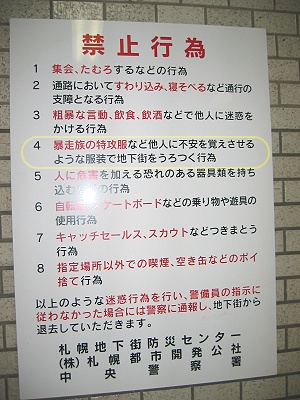 禁止行為
1 集会、たむろするなどの行為
2 通路においてすわり込み、寝そべるなど通行の
支障となる行為
3 粗暴な言動、飲食、飲酒などで他人に迷惑を
かける行為
4 暴走族の特攻服など他人に不安を覚えさせる
ような服装で地下街をうろつく行為
5 人に危害を加える恐れのある器具類を持ち
込む行為
6 自転車、スケートボードなどの乗り物や遊具の
使用行為
7 キャッチセールス、スカウトなどつきまとう
行為
8 指定場所以外での喫煙、空き缶などのポイ
捨て行為
以上のような迷惑行為を行い、警備員の指示に
従わなかった場合には警察に通報し、地下街から
退去していただきます。
札幌地下街防災センター
(株)札幌都市開発公社
中央警察署